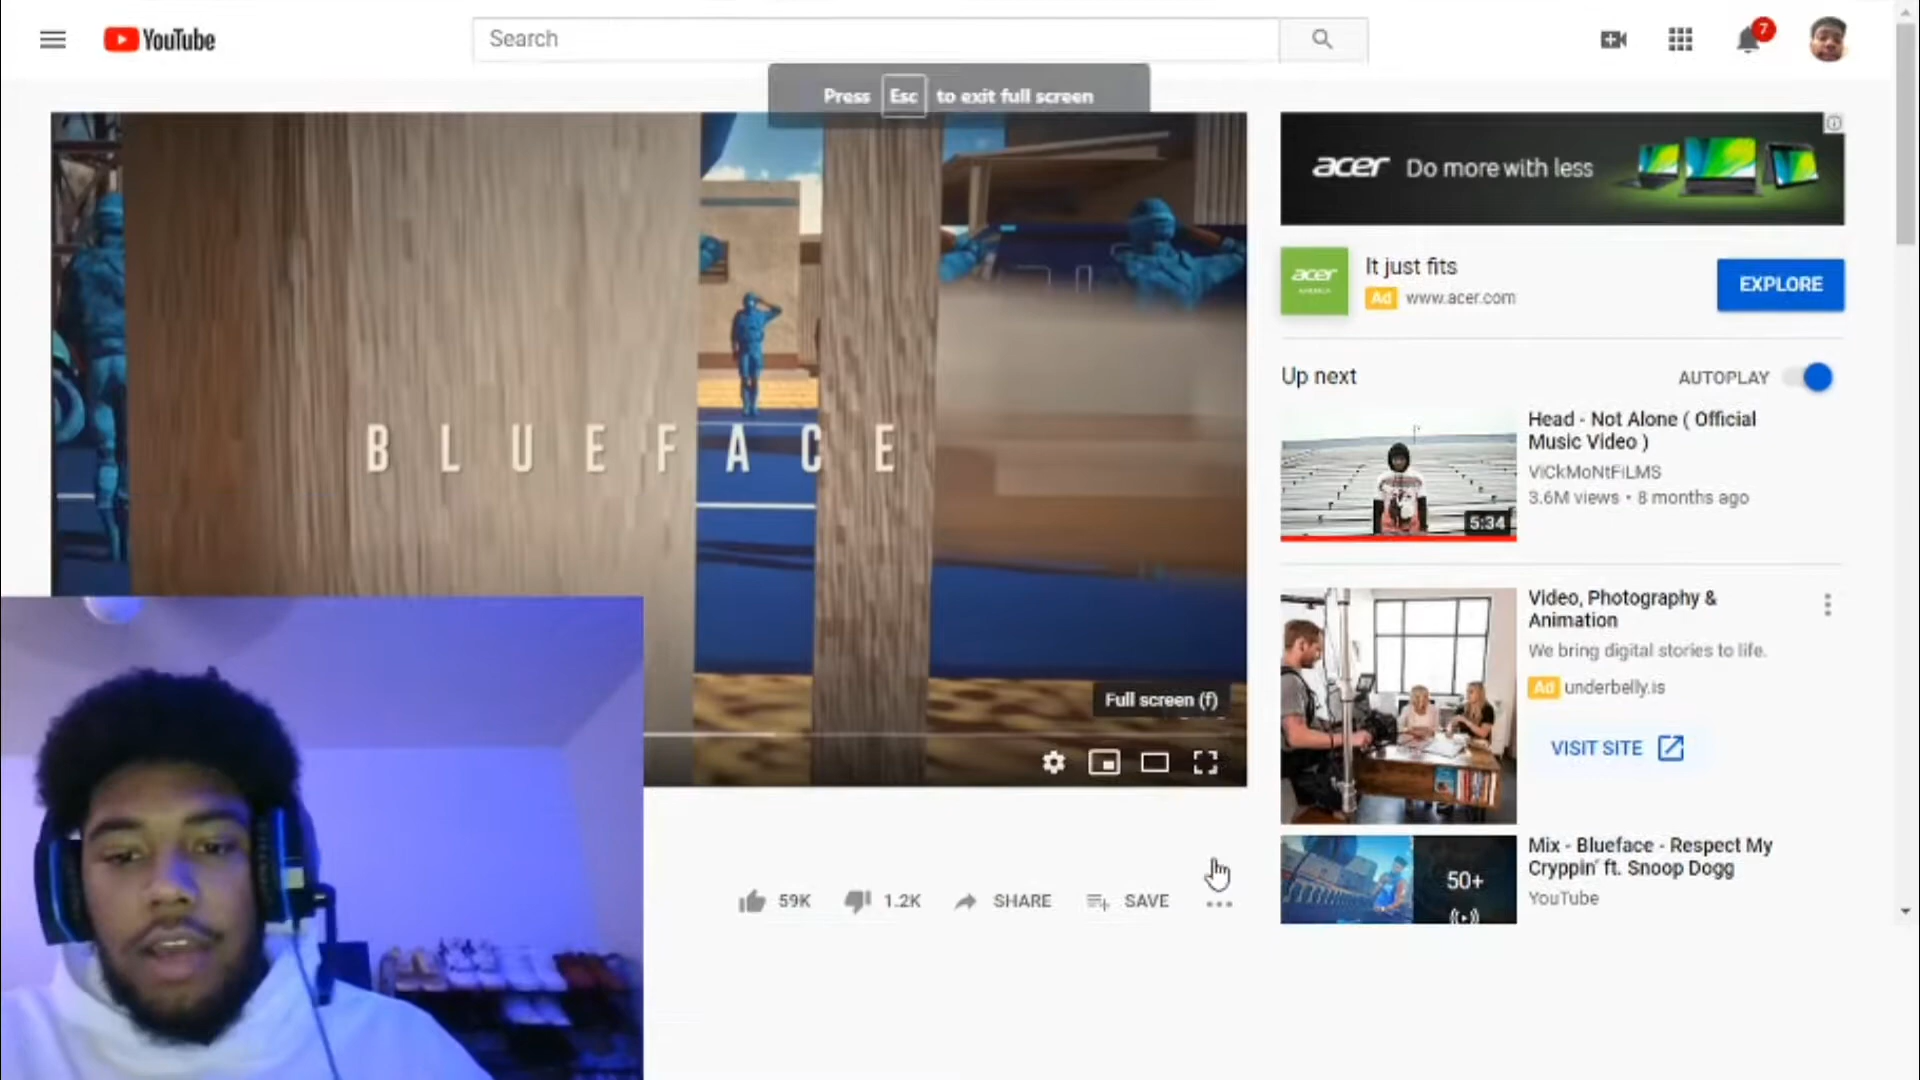 YouTube
Search
7
Press Esc to exit full screen
BLUEFACE
Full screen (f)
59K
1.2K
SHARE
SAVE
acer Do more with less
acer
It just fits
Ad www.acer.com
EXPLORE
Up next
AUTOPLAY
Head - Not Alone ( Official
Music Video )
ViCkMoNtFiLMS
3.6M views • 8 months ago
5:34
Video, Photography &
Animation
We bring digital stories to life.
Ad underbelly.is
VISIT SITE
50+
Mix - Blueface - Respect My
Cryppin' ft. Snoop Dogg
YouTube